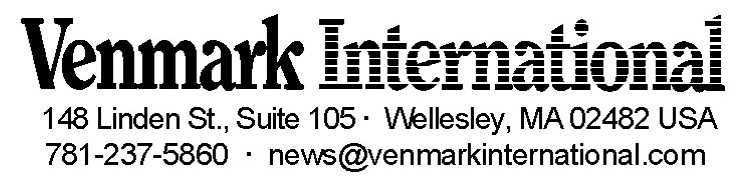 Venmark International
148 Linden St., Suite 105 · Wellesley, MA 02482 USA
781-237-5860 · news@venmarkinternational.com